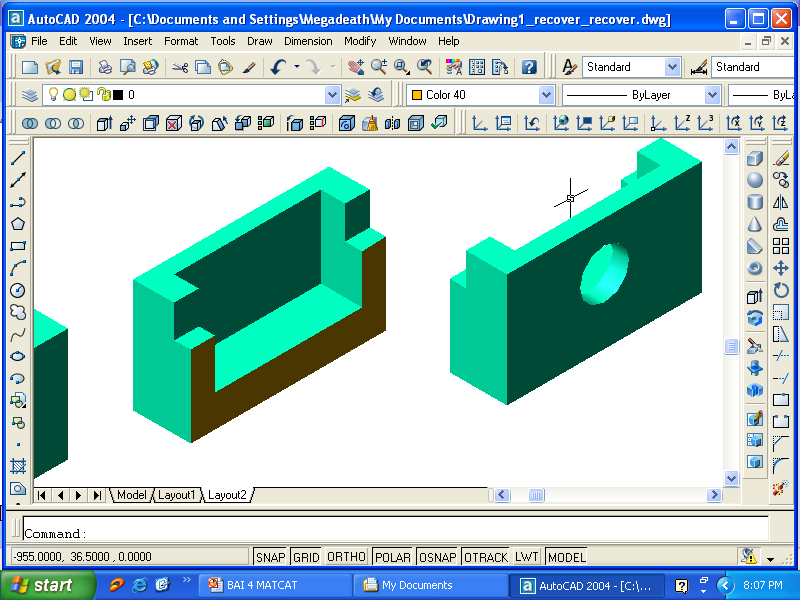 AutoCAD 2004 - [C:\Documents and Settings\Megadeath\My Documents\Drawing1_recover_recover.dwg]
File Edit View Insert Format Tools Draw Dimension Modify Window Help
Standard Standard
0 Color 40 ByLayer ByLa
Model Layout1 Layout2
Command:
-955.0000, 36.5000 , 0.0000 SNAP GRID ORTHO POLAR OSNAP OTRACK LWT MODEL
start BAI 4 MATCAT My Documents AutoCAD 2004 - [C:\... 8:07 PM